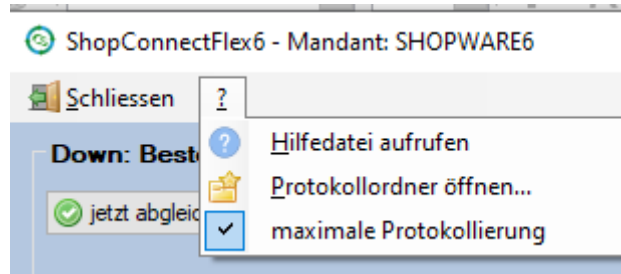 ShopConnectFlex6 - Mandant: SHOPWARE6
Schliessen ?
Down:
Hilfedatei aufrufen
Protokollordner öffnen...
jetzt
maximale Protokollierung